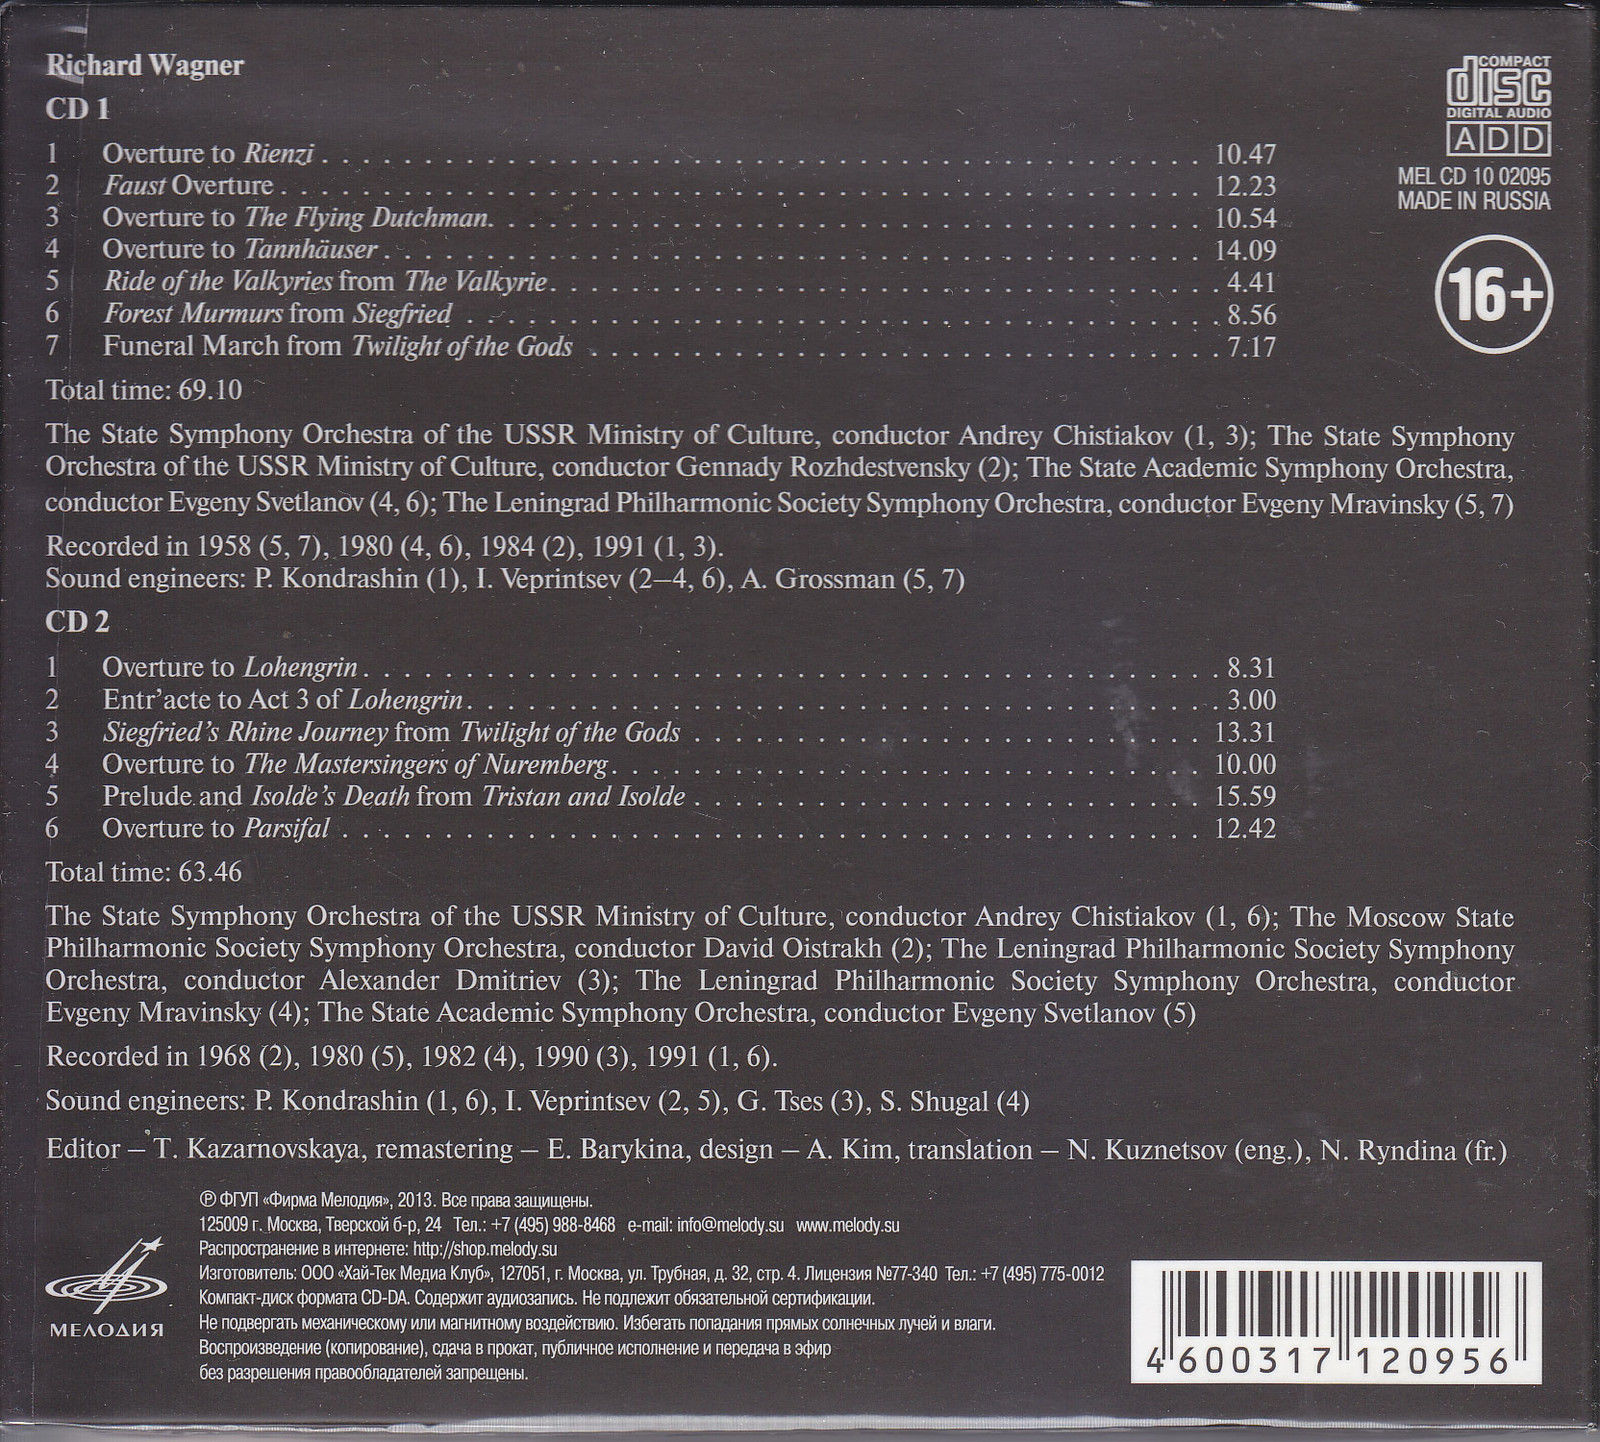 Richard Wagner
CD 1
1 Overture to Rienzi . . . . . . . . . . . . . . . . . . . . . . . . . . . . . . . . . . . . . . . . . . . 10.47
2 Faust Overture . . . . . . . . . . . . . . . . . . . . . . . . . . . . . . . . . . . . . . . . . . . . . 12.23
3 Overture to The Flying Dutchman. . . . . . . . . . . . . . . . . . . . . . . . . . . . . . . . . . . 10.54
4 Overture to Tannhäuser . . . . . . . . . . . . . . . . . . . . . . . . . . . . . . . . . . . . . . . . 14.09
5 Ride of the Valkyries from The Valkyrie. . . . . . . . . . . . . . . . . . . . . . . . . . . . . . . . . 4.41
6 Forest Murmurs from Siegfried . . . . . . . . . . . . . . . . . . . . . . . . . . . . . . . . . . . . . 8.56
7 Funeral March from Twilight of the Gods . . . . . . . . . . . . . . . . . . . . . . . . . . . . . . . 7.17
Total time: 69.10
The State Symphony Orchestra of the USSR Ministry of Culture, conductor Andrey Chistiakov (1, 3); The State Symphony
Orchestra of the USSR Ministry of Culture, conductor Gennady Rozhdestvensky (2); The State Academic Symphony Orchestra,
conductor Evgeny Svetlanov (4, 6); The Leningrad Philharmonic Society Symphony Orchestra, conductor Evgeny Mravinsky (5, 7)
Recorded in 1958 (5, 7), 1980 (4, 6), 1984 (2), 1991 (1, 3).
Sound engineers: P. Kondrashin (1), I. Veprintsev (2–4, 6), A. Grossman (5, 7)
CD 2
1 Overture to Lohengrin . . . . . . . . . . . . . . . . . . . . . . . . . . . . . . . . . . . . . . . . . 8.31
2 Entr'acte to Act 3 of Lohengrin. . . . . . . . . . . . . . . . . . . . . . . . . . . . . . . . . . . . . 3.00
3 Siegfried's Rhine Journey from Twilight of the Gods . . . . . . . . . . . . . . . . . . . . . . . . . 13.31
4 Overture to The Mastersingers of Nuremberg. . . . . . . . . . . . . . . . . . . . . . . . . . . . . 10.00
5 Prelude and Isolde's Death from Tristan and Isolde . . . . . . . . . . . . . . . . . . . . . . . . . 15.59
6 Overture to Parsifal . . . . . . . . . . . . . . . . . . . . . . . . . . . . . . . . . . . . . . . . . . 12.42
Total time: 63.46
The State Symphony Orchestra of the USSR Ministry of Culture, conductor Andrey Chistiakov (1, 6); The Moscow State
Philharmonic Society Symphony Orchestra, conductor David Oistrakh (2); The Leningrad Philharmonic Society Symphony
Orchestra, conductor Alexander Dmitriev (3); The Leningrad Philharmonic Society Symphony Orchestra, conductor
Evgeny Mravinsky (4); The State Academic Symphony Orchestra, conductor Evgeny Svetlanov (5)
Recorded in 1968 (2), 1980 (5), 1982 (4), 1990 (3), 1991 (1, 6).
Sound engineers: P. Kondrashin (1, 6), I. Veprintsev (2, 5), G. Tses (3), S. Shugal (4)
Editor – T. Kazarnovskaya, remastering – E. Barykina, design – A. Kim, translation – N. Kuznetsov (eng.), N. Ryndina (fr.)
COMPACT
disc
DIGITAL AUDIO
ADD
MEL CD 10 02095
MADE IN RUSSIA
16+
℗ ФГУП «Фирма Мелодия», 2013. Все права защищены.
125009 г. Москва, Тверской б-р, 24 Тел.: +7 (495) 988-8468 e-mail: info@melody.su www.melody.su
Распространение в интернете: http://shop.melody.su
Изготовитель: ООО «Хай-Тек Медиа Клуб», 127051, г. Москва, ул. Трубная, д. 32, стр. 4. Лицензия №77-340 Тел.: +7 (495) 775-0012
Компакт-диск формата CD-DA. Содержит аудиозапись. Не подлежит обязательной сертификации.
Не подвергать механическому или магнитному воздействию. Избегать попадания прямых солнечных лучей и влаги.
Воспроизведение (копирование), сдача в прокат, публичное исполнение и передача в эфир
без разрешения правообладателей запрещены.
МЕЛОДИЯ
4 600317 120956